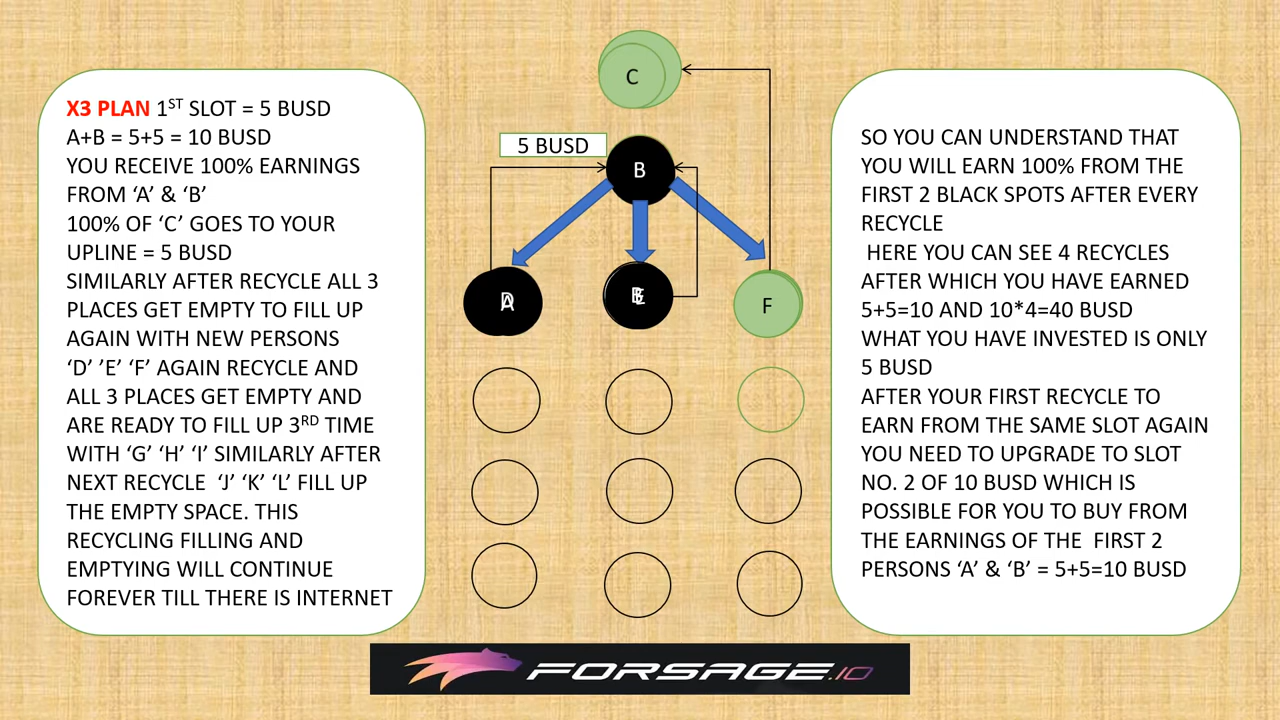 X3 PLAN 1ST SLOT = 5 BUSD
A+B = 5+5 = 10 BUSD
YOU RECEIVE 100% EARNINGS
FROM ‘A’ & ‘B’
100% OF ‘C’ GOES TO YOUR
UPLINE = 5 BUSD
SIMILARLY AFTER RECYCLE ALL 3
PLACES GET EMPTY TO FILL UP
AGAIN WITH NEW PERSONS
‘D’ ’E’ ‘F’ AGAIN RECYCLE AND
ALL 3 PLACES GET EMPTY AND
ARE READY TO FILL UP 3RD TIME
WITH ‘G’ ‘H’ ‘I’ SIMILARLY AFTER
NEXT RECYCLE ‘J’ ‘K’ ‘L’ FILL UP
THE EMPTY SPACE. THIS
RECYCLING FILLING AND
EMPTYING WILL CONTINUE
FOREVER TILL THERE IS INTERNET
C
5 BUSD
B
F
SO YOU CAN UNDERSTAND THAT
YOU WILL EARN 100% FROM THE
FIRST 2 BLACK SPOTS AFTER EVERY
RECYCLE
HERE YOU CAN SEE 4 RECYCLES
AFTER WHICH YOU HAVE EARNED
5+5=10 AND 10*4=40 BUSD
WHAT YOU HAVE INVESTED IS ONLY
5 BUSD
AFTER YOUR FIRST RECYCLE TO
EARN FROM THE SAME SLOT AGAIN
YOU NEED TO UPGRADE TO SLOT
NO. 2 OF 10 BUSD WHICH IS
POSSIBLE FOR YOU TO BUY FROM
THE EARNINGS OF THE FIRST 2
PERSONS ‘A’ & ‘B’ = 5+5=10 BUSD
FORSAGE.IO